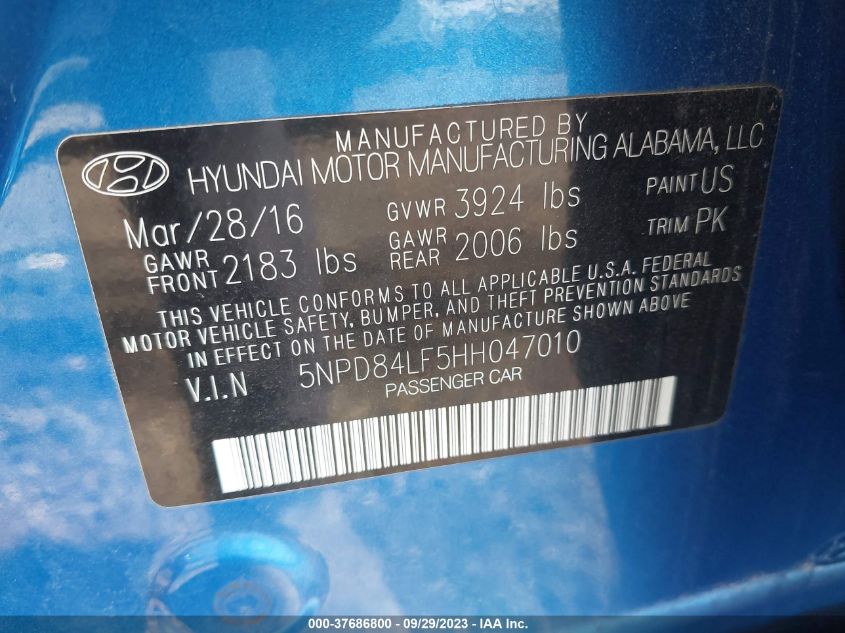 MANUFACTURED BY
HYUNDAI MOTOR MANUFACTURING ALABAMA, LLC
Mar/28/16 GVWR 3924 lbs PAINT US
GAWR FRONT 2183 lbs GAWR REAR 2006 lbs TRIM PK
THIS VEHICLE CONFORMS TO ALL APPLICABLE U.S.A. FEDERAL
MOTOR VEHICLE SAFETY, BUMPER, AND THEFT PREVENTION STANDARDS
IN EFFECT ON THE DATE OF MANUFACTURE SHOWN ABOVE
V.I.N 5NPD84LF5HH047010
PASSENGER CAR
000-37686800 - 09/29/2023 - IAA Inc.